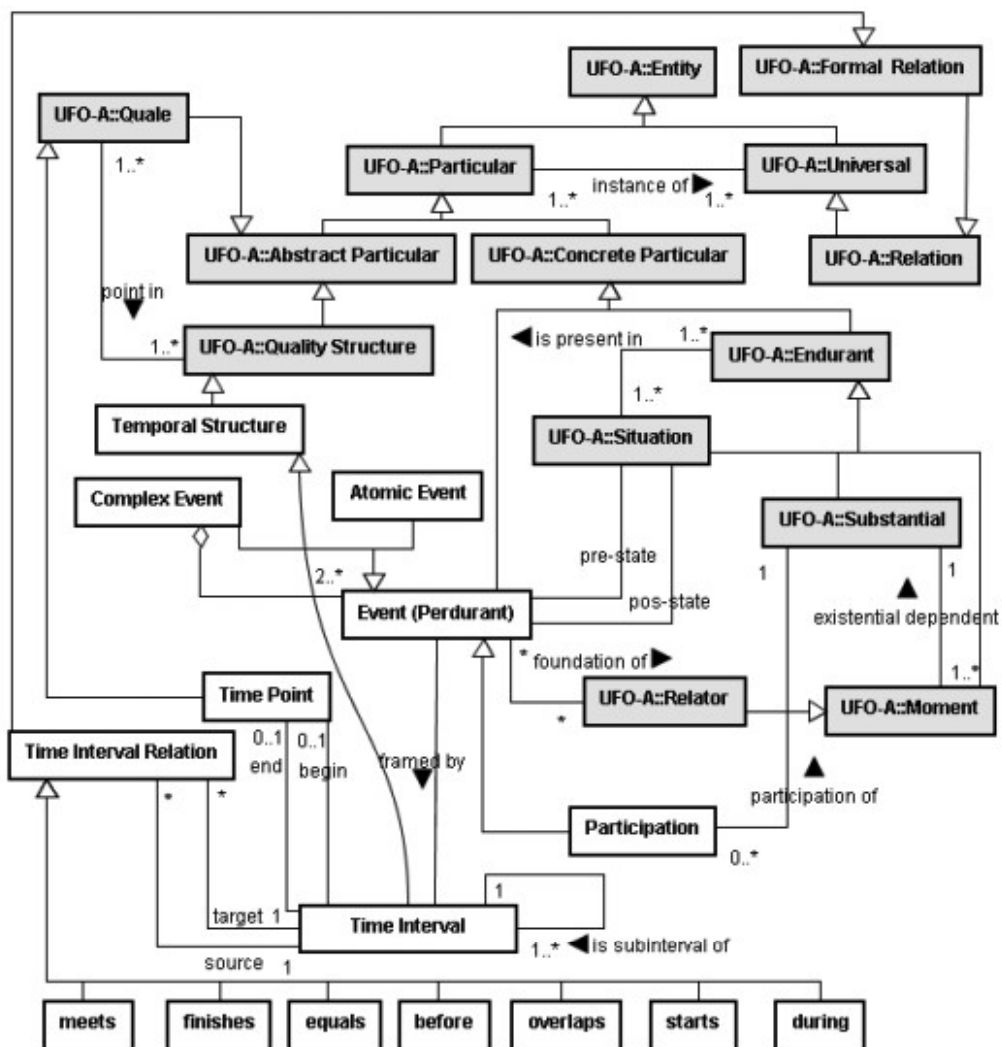 UFO-A::Entity
UFO-A::Formal Relation
UFO-A::Quale
1..*
UFO-A::Particular
UFO-A::Universal
instance of ▶
1..*
1..*
UFO-A::Abstract Particular
UFO-A::Concrete Particular
UFO-A::Relation
point in
▼
1..*
UFO-A::Quality Structure
◀ is present in
1..*
UFO-A::Endurant
1..*
Temporal Structure
UFO-A::Situation
Complex Event
Atomic Event
UFO-A::Substantial
pre-state
2..*
1
1
Event (Perdurant)
pos-state
▲
existential dependent
* foundation of ▶
1..*
Time Point
UFO-A::Relator
UFO-A::Moment
*
0..1
0..1
Time Interval Relation
end
begin
framed by
▼
▲
participation of
*
*
Participation
0..*
1
target 1
Time Interval
1..*
◀ is subinterval of
source 1
meets
finishes
equals
before
overlaps
starts
during